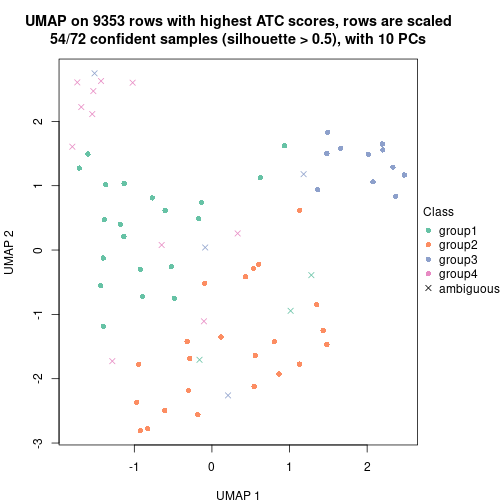 UMAP on 9353 rows with highest ATC scores, rows are scaled
54/72 confident samples (silhouette > 0.5), with 10 PCs
UMAP 2
2
1
0
-1
-2
-3
-1
0
1
2
UMAP 1
Class
group1
group2
group3
group4
ambiguous